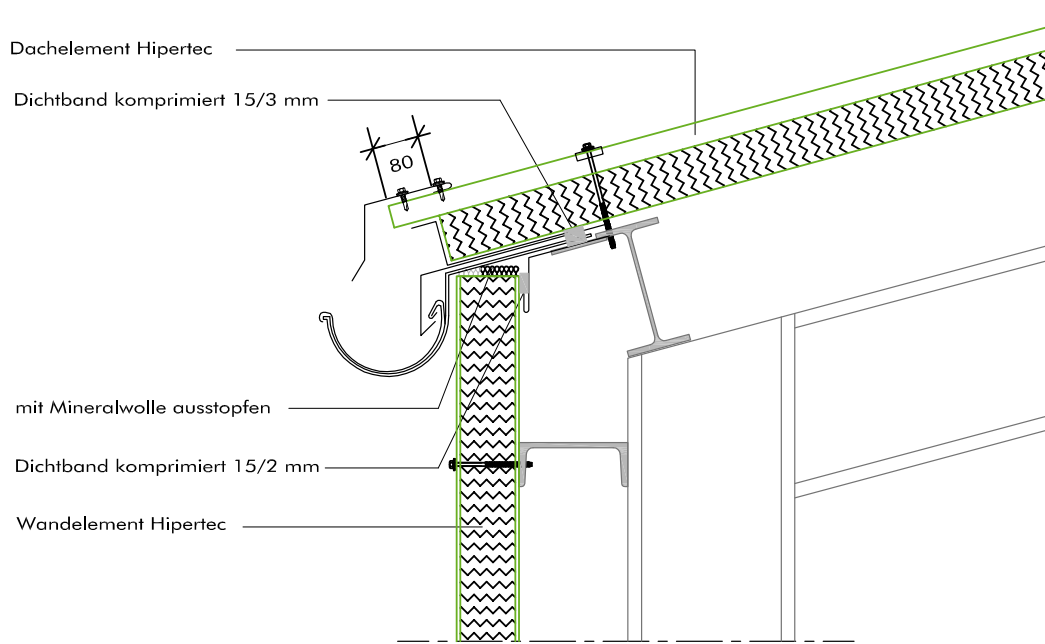 Dachelement Hipertec
Dichtband komprimiert 15/3 mm
80
mit Mineralwolle ausstopfen
Dichtband komprimiert 15/2 mm
Wandelement Hipertec